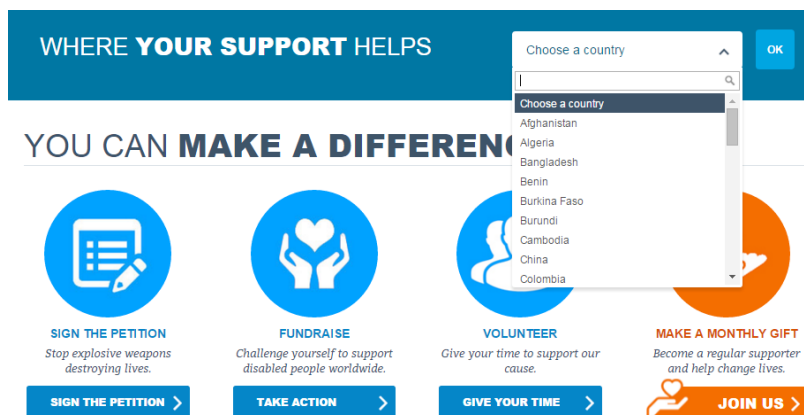 WHERE YOUR SUPPORT HELPS
Choose a country
OK
Choose a country
Afghanistan
Algeria
Bangladesh
Benin
Burkina Faso
Burundi
Cambodia
China
Colombia
YOU CAN MAKE A DIFFEREN
SIGN THE PETITION
Stop explosive weapons
destroying lives.
SIGN THE PETITION
FUNDRAISE
Challenge yourself to support
disabled people worldwide.
TAKE ACTION
VOLUNTEER
Give your time to support our
cause.
GIVE YOUR TIME
MAKE A MONTHLY GIFT
Become a regular supporter
and help change lives.
JOIN US